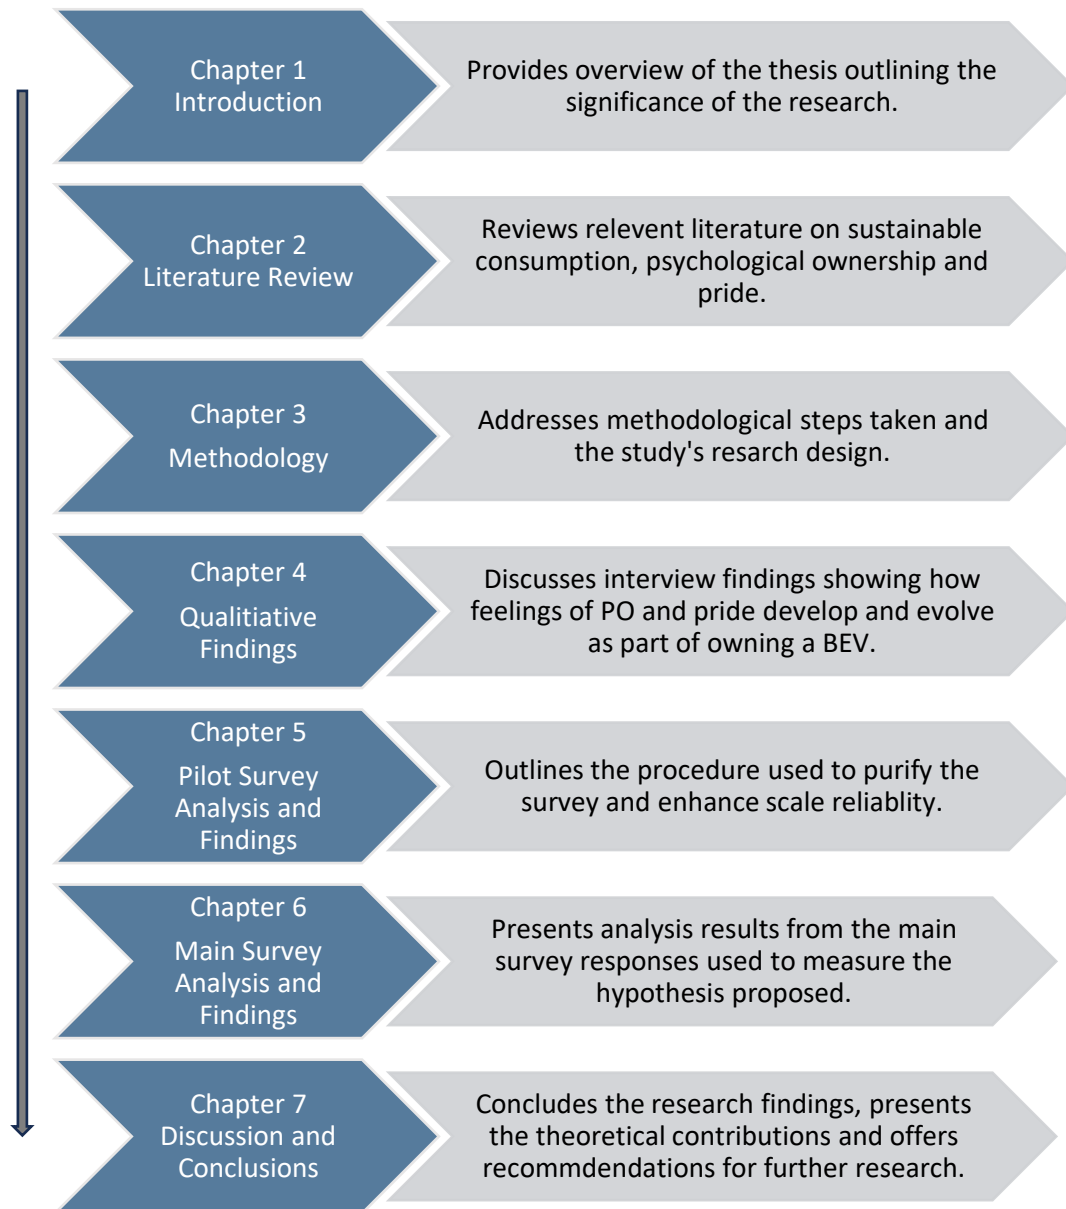 Chapter 1
Introduction
Provides overview of the thesis outlining the
significance of the research.
Chapter 2
Literature Review
Reviews relevent literature on sustainable
consumption, psychological ownership and
pride.
Chapter 3
Methodology
Addresses methodological steps taken and
the study's resarch design.
Chapter 4
Qualitiative
Findings
Discusses interview findings showing how
feelings of PO and pride develop and evolve
as part of owning a BEV.
Chapter 5
Pilot Survey
Analysis and
Findings
Outlines the procedure used to purify the
survey and enhance scale reliablity.
Chapter 6
Main Survey
Analysis and
Findings
Presents analysis results from the main
survey responses used to measure the
hypothesis proposed.
Chapter 7
Discussion and
Conclusions
Concludes the research findings, presents
the theoretical contributions and offers
recommdendations for further research.